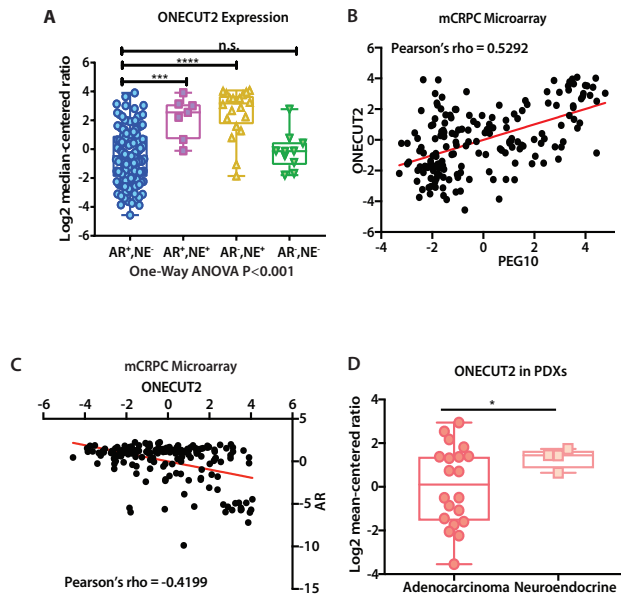 A
ONECUT2 Expression
n.s.
****
***
Log2 median-centered ratio
6
4
2
0
-2
-4
-6
AR⁺,NE⁻ AR⁺,NE⁺ AR⁻,NE⁺ AR⁻,NE⁻
One-Way ANOVA P<0.001
B
mCRPC Microarray
Pearson's rho = 0.5292
ONECUT2
6
4
2
0
-2
-4
-6
-4 -2 0 2 4
PEG10
C
mCRPC Microarray
ONECUT2
-6 -4 -2 0 2 4 6
5
0
-5
-10
-15
AR
Pearson's rho = -0.4199
D
ONECUT2 in PDXs
*
Log2 mean-centered ratio
4
2
0
-2
-4
Adenocarcinoma Neuroendocrine